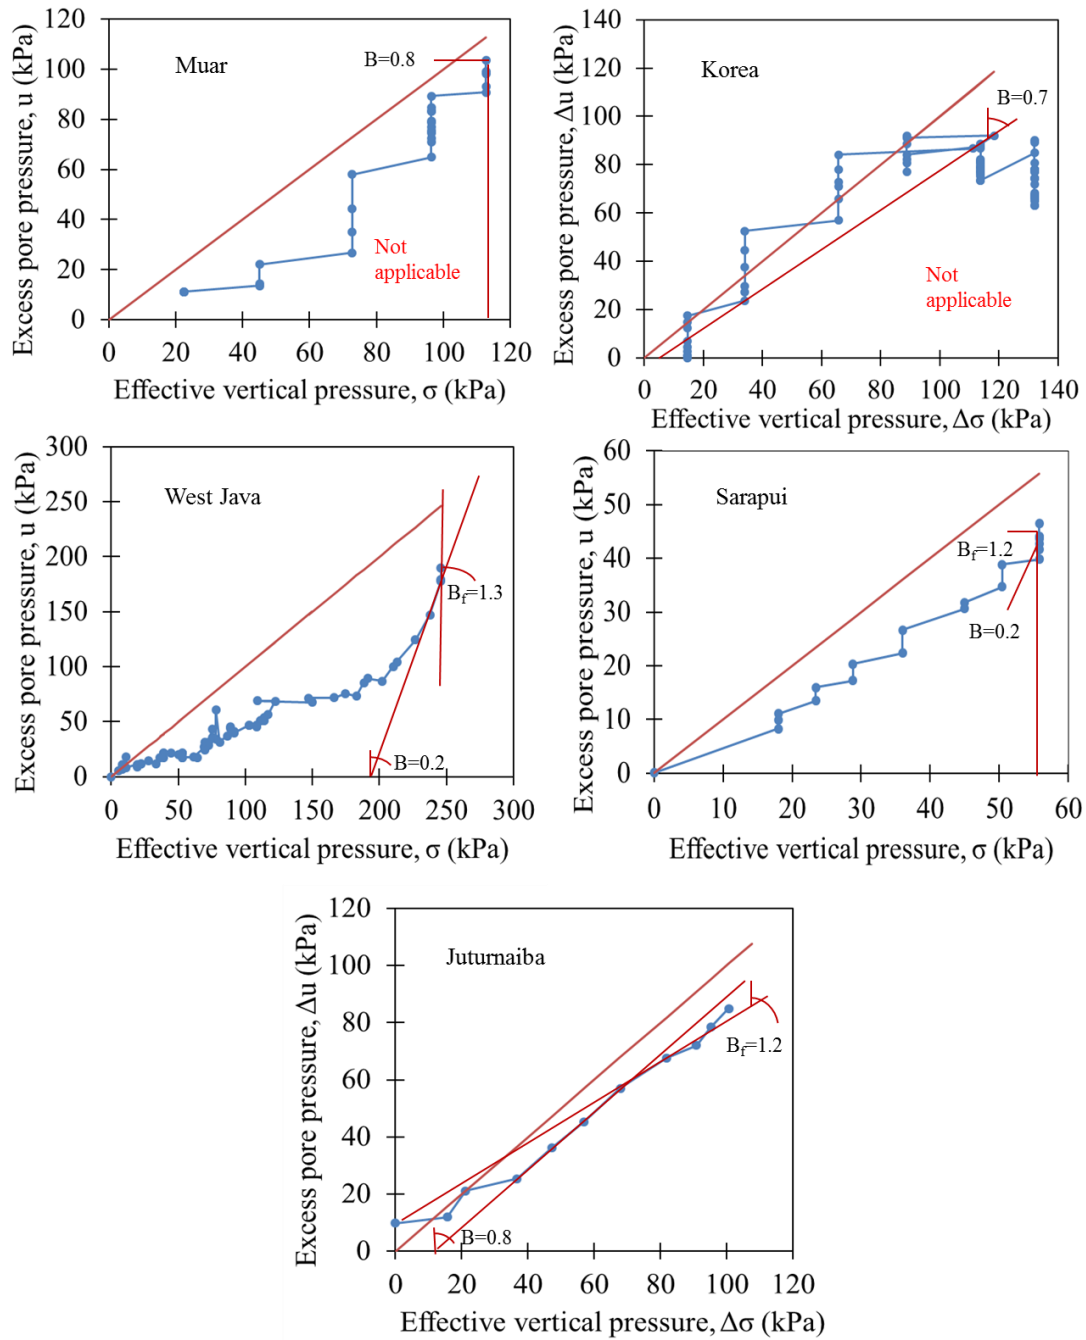 Muar
B=0.8
Not
applicable
Excess pore pressure, u (kPa)
120
100
80
60
40
20
0
0 20 40 60 80 100 120
Effective vertical pressure, σ (kPa)
Korea
B=0.7
Not
applicable
Excess pore pressure, Δu (kPa)
140
120
100
80
60
40
20
0
0 20 40 60 80 100 120 140
Effective vertical pressure, Δσ (kPa)
West Java
B_f=1.3
B=0.2
Excess pore pressure, u (kPa)
300
250
200
150
100
50
0
0 50 100 150 200 250 300
Effective vertical pressure, σ (kPa)
Sarapui
B_f=1.2
B=0.2
Excess pore pressure, u (kPa)
60
50
40
30
20
10
0
0 10 20 30 40 50 60
Effective vertical pressure, σ (kPa)
Juturnaiba
B_f=1.2
B=0.8
Excess pore pressure, Δu (kPa)
120
100
80
60
40
20
0
0 20 40 60 80 100 120
Effective vertical pressure, Δσ (kPa)